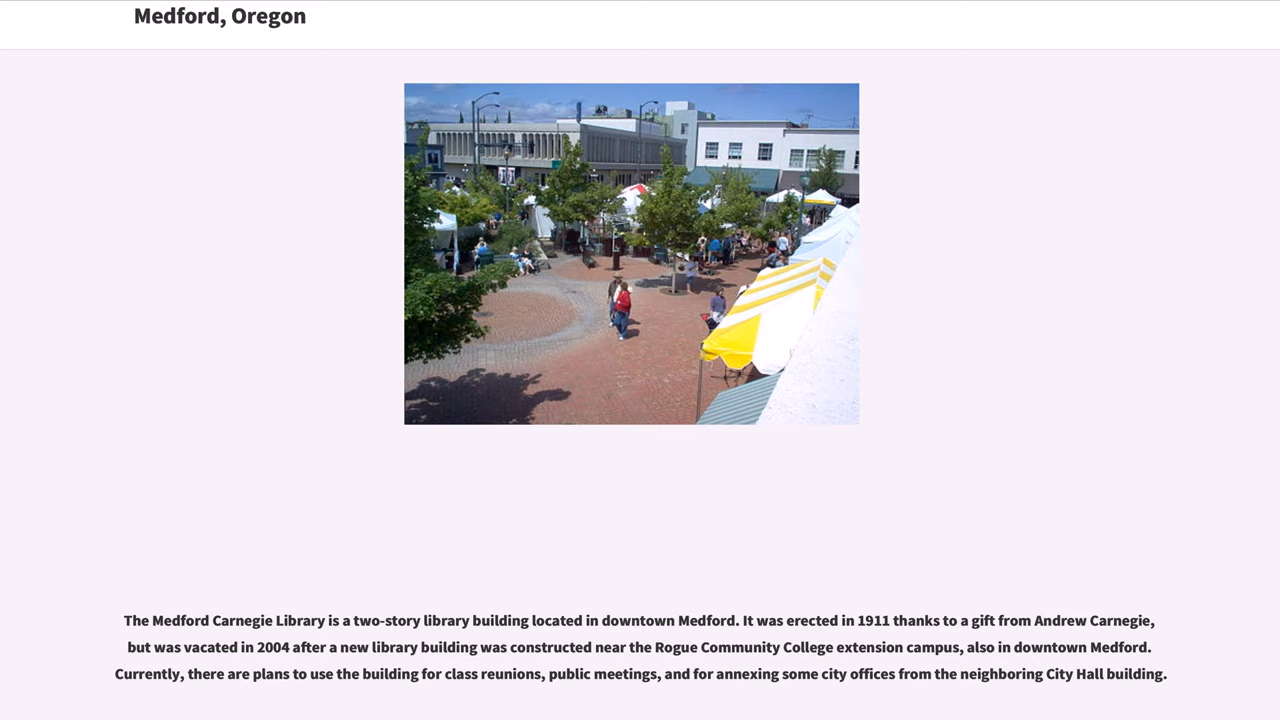 Medford, Oregon
The Medford Carnegie Library is a two-story library building located in downtown Medford. It was erected in 1911 thanks to a gift from Andrew Carnegie,
but was vacated in 2004 after a new library building was constructed near the Rogue Community College extension campus, also in downtown Medford.
Currently, there are plans to use the building for class reunions, public meetings, and for annexing some city offices from the neighboring City Hall building.